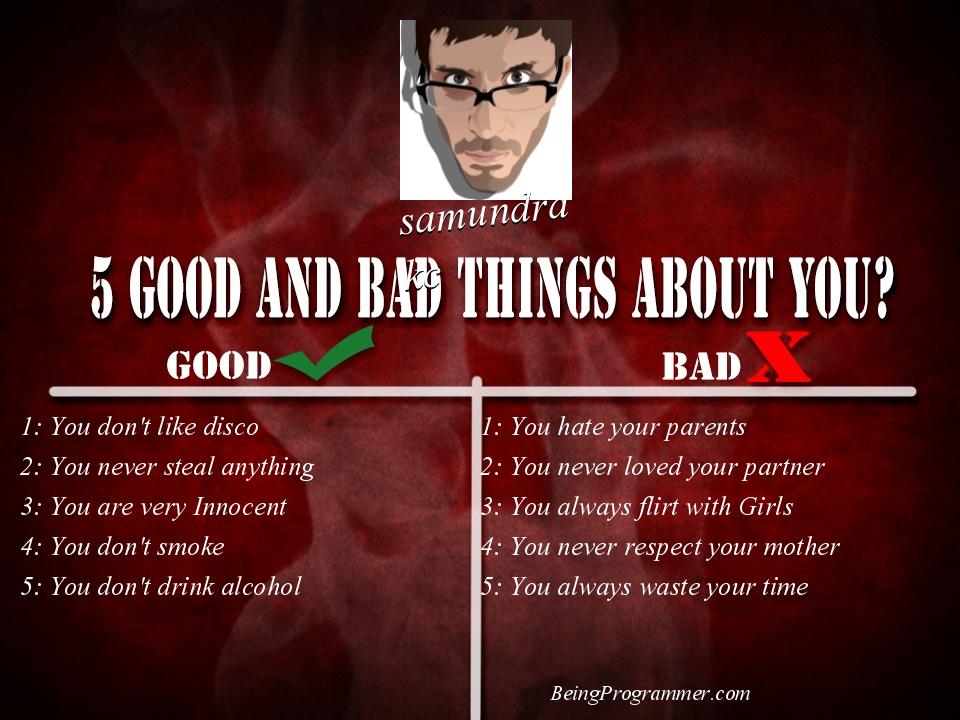 samundra
kc
5 GOOD AND BAD THINGS ABOUT YOU?
GOOD
BAD X
1: You don't like disco
2: You never steal anything
3: You are very Innocent
4: You don't smoke
5: You don't drink alcohol
1: You hate your parents
2: You never loved your partner
3: You always flirt with Girls
4: You never respect your mother
5: You always waste your time
BeingProgrammer.com